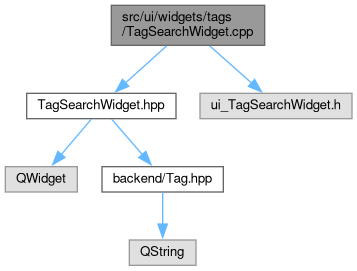 src/ui/widgets/tags
/TagSearchWidget.cpp
TagSearchWidget.hpp
ui_TagSearchWidget.h
QWidget
backend/Tag.hpp
QString